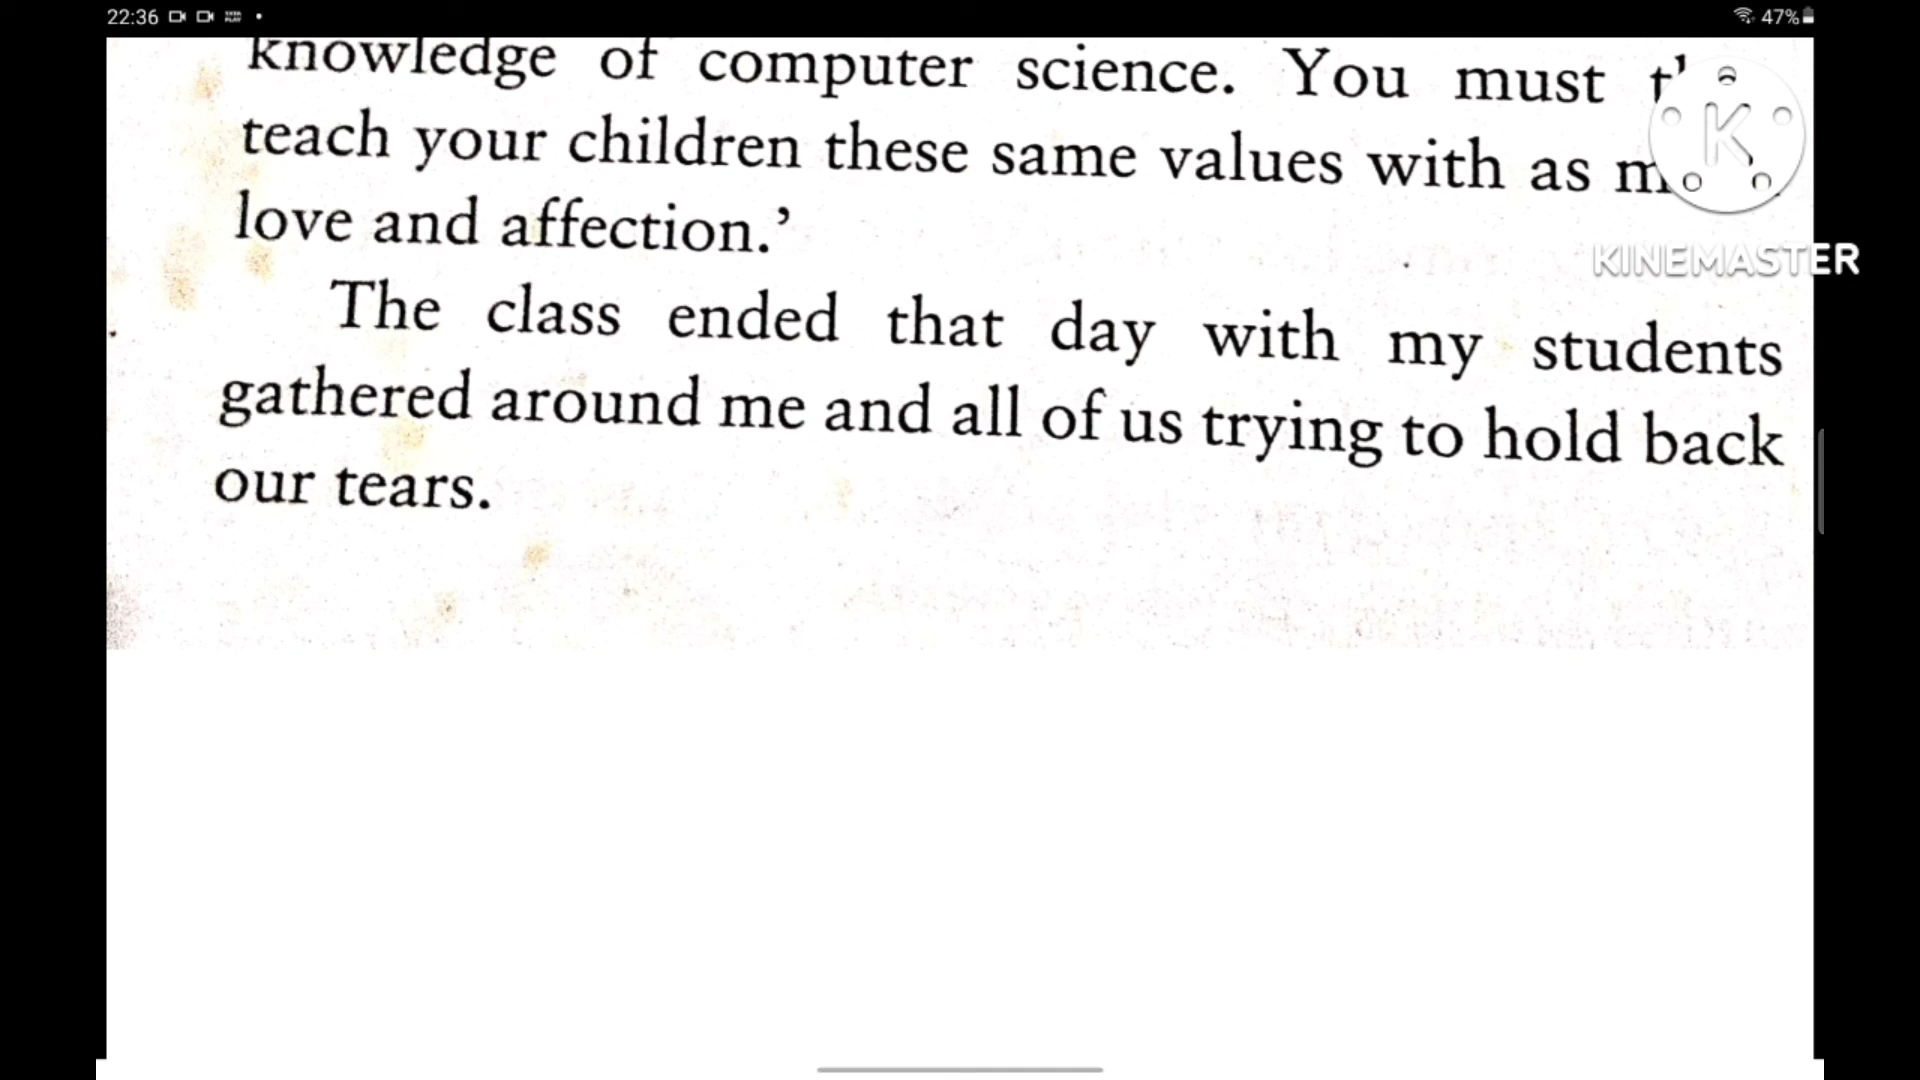 22:36
47%
knowledge of computer science. You must
teach your children these same values with as
love and affection.’
KINEMASTER
The class ended that day with my students
gathered around me and all of us trying to hold back
our tears.